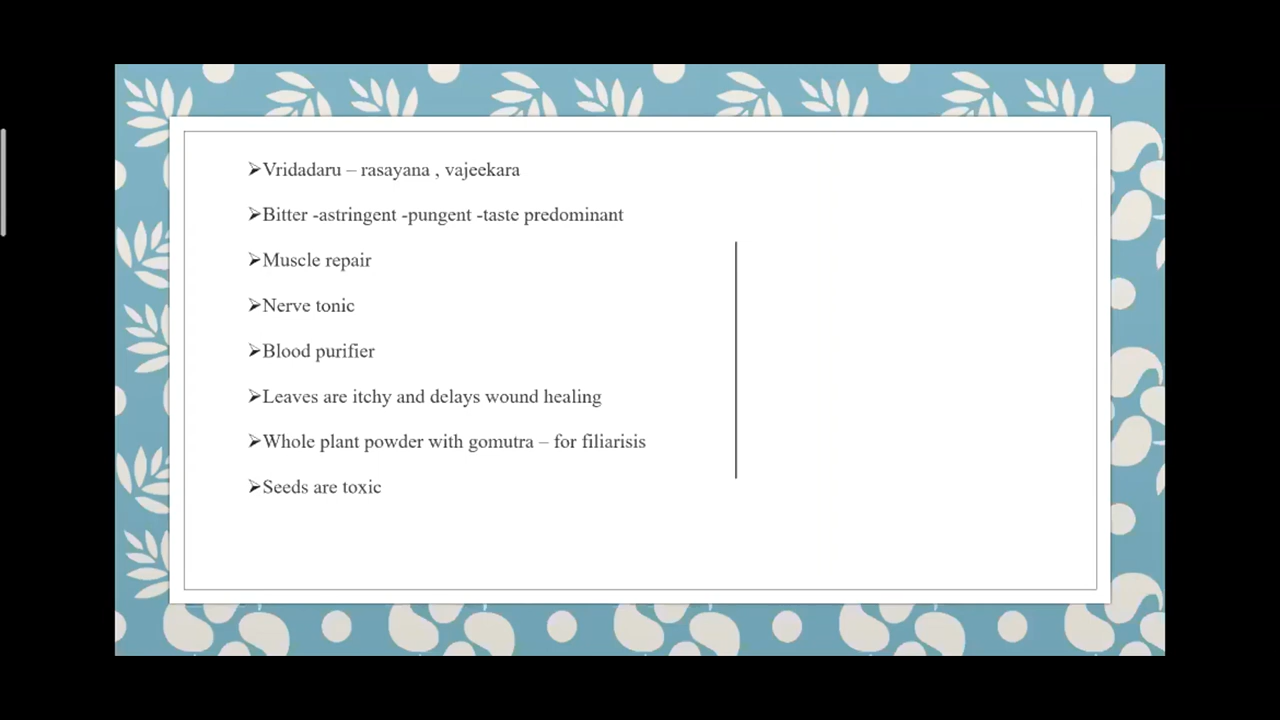 ➢Vridadaru – rasayana , vajeekara
➢Bitter -astringent -pungent -taste predominant
➢Muscle repair
➢Nerve tonic
➢Blood purifier
➢Leaves are itchy and delays wound healing
➢Whole plant powder with gomutra – for filiarisis
➢Seeds are toxic